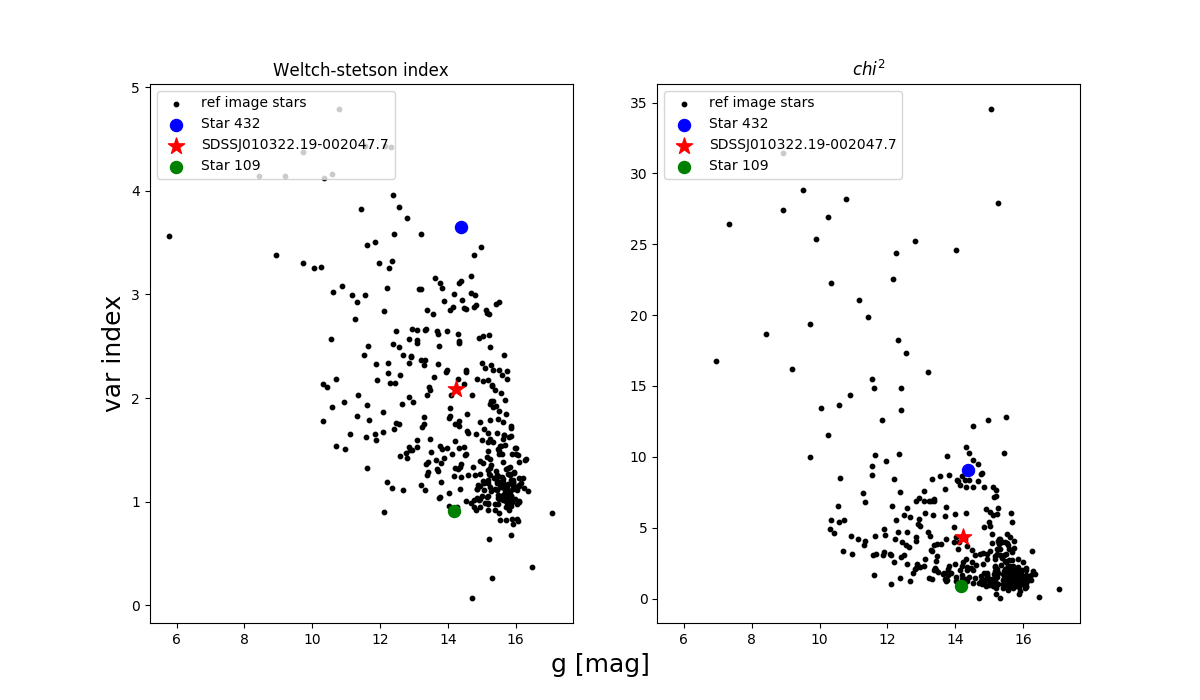 Weltch-stetson index
chi²
ref image stars
Star 432
SDSSJ010322.19-002047.7
Star 109
ref image stars
Star 432
SDSSJ010322.19-002047.7
Star 109
var index
5
4
3
2
1
0
35
30
25
20
15
10
5
0
6 8 10 12 14 16
6 8 10 12 14 16
g [mag]